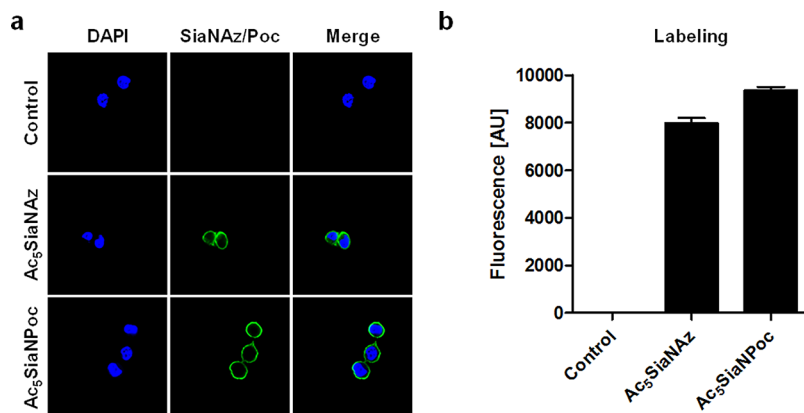 a
DAPI SiaNAz/Poc Merge
Control
Ac₅SiaNAz
Ac₅SiaNPoc
b
Labeling
Fluorescence [AU]
10000
8000
6000
4000
2000
0
Control
Ac₅SiaNAz
Ac₅SiaNPoc